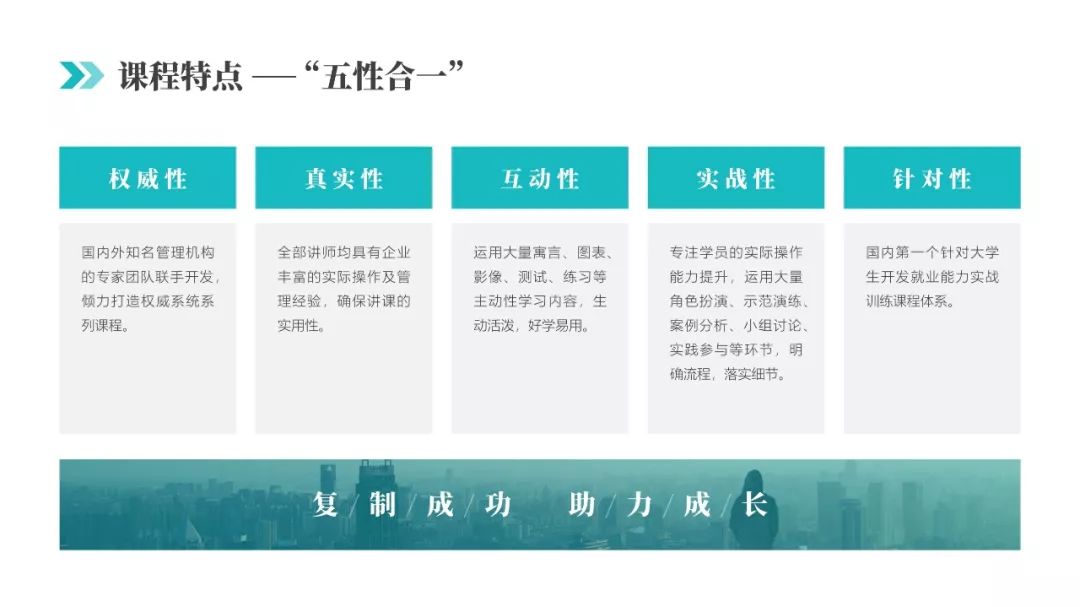 课程特点 ——“五性合一”
权威性
国内外知名管理机构
的专家团队联手开发，
倾力打造权威系统系
列课程。
真实性
全部讲师均具有企业
丰富的实际操作及管
理经验，确保讲课的
实用性。
互动性
运用大量寓言、图表、
影像、测试、练习等
主动性学习内容，生
动活泼，好学易用。
实战性
专注学员的实际操作
能力提升，运用大量
角色扮演、示范演练、
案例分析、小组讨论、
实践参与等环节，明
确流程，落实细节。
针对性
国内第一个针对大学
生开发就业能力实战
训练课程体系。
复/制/成/功 助/力/成/长